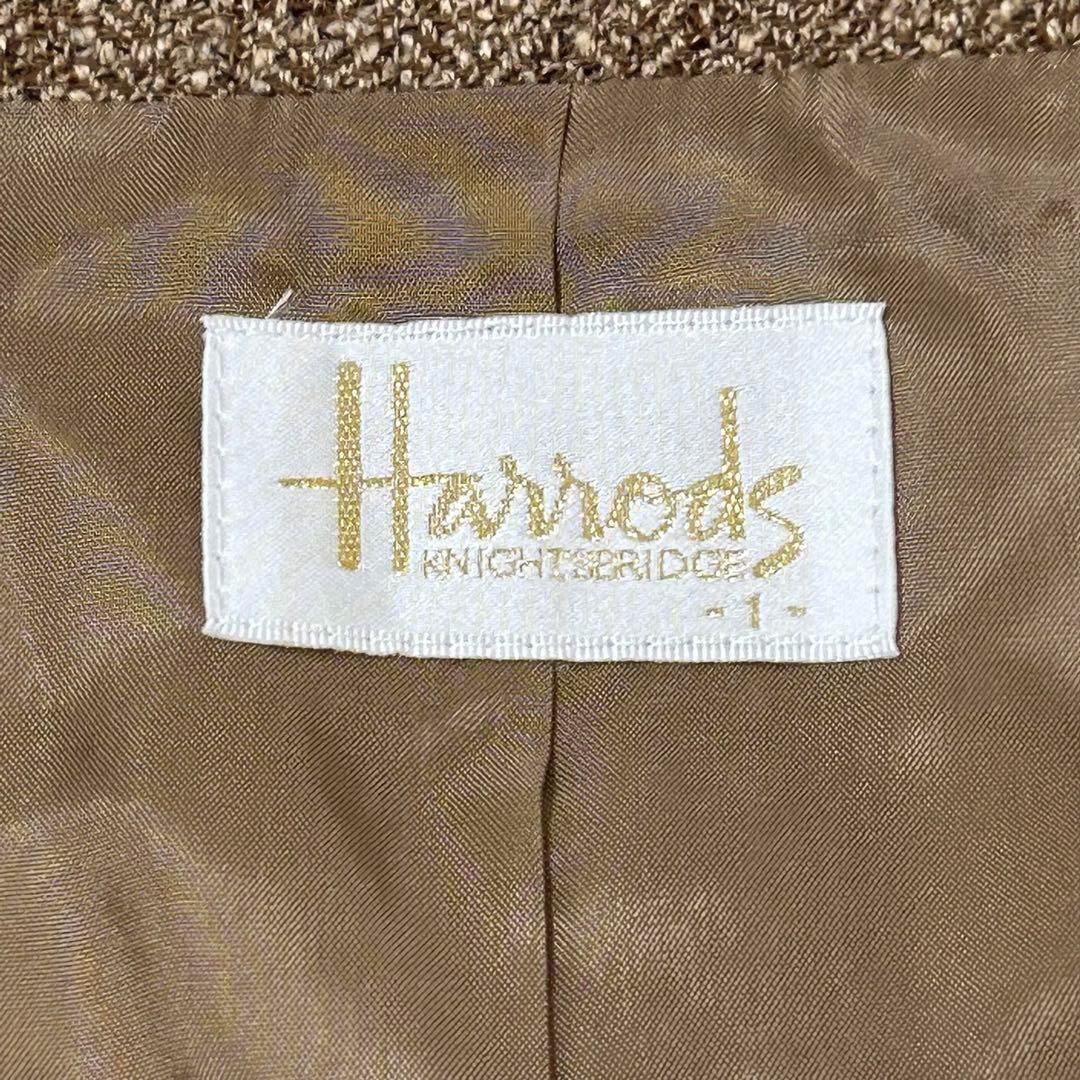 Harrods
KNIGHTSBRIDGE
- 1 -